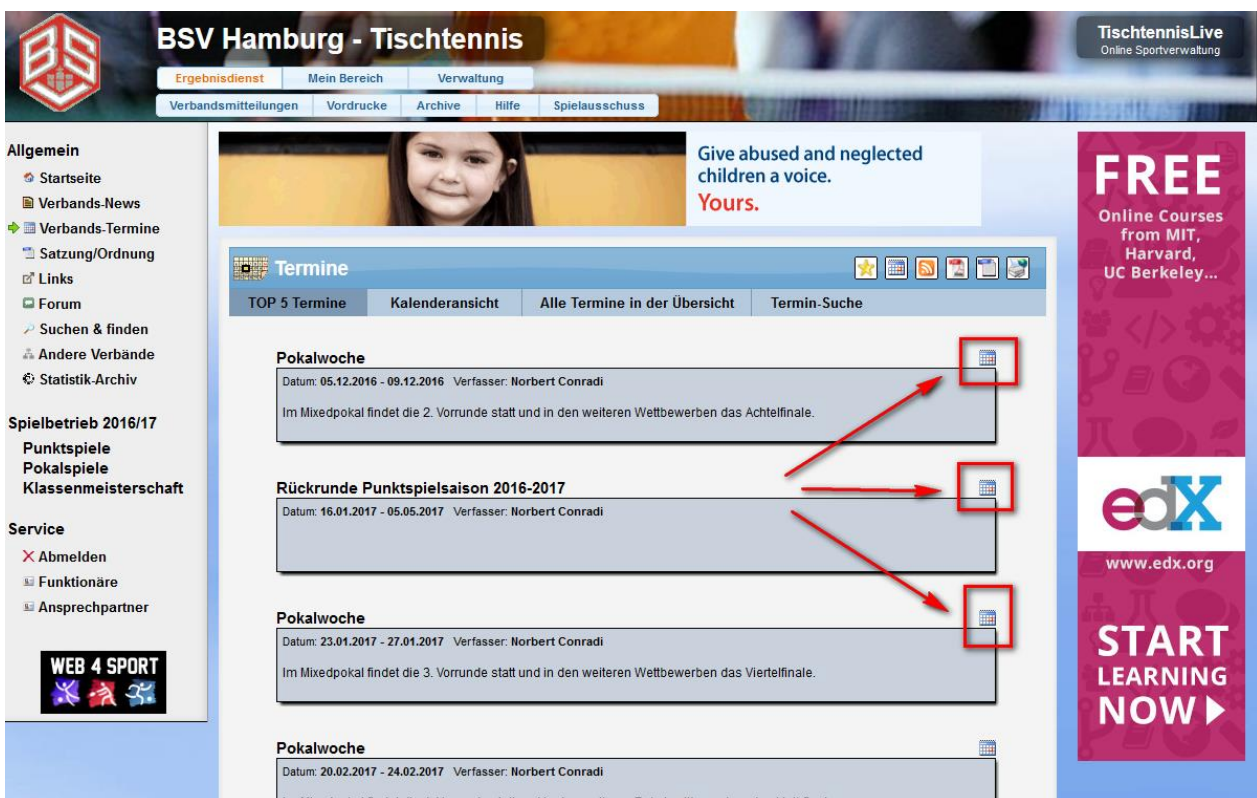 BS
BSV Hamburg - Tischtennis
TischtennisLive
Online Sportverwaltung
Ergebnisdienst Mein Bereich Verwaltung
Verbandsmitteilungen Vordrucke Archive Hilfe Spielausschuss
Allgemein
Startseite
Verbands-News
Verbands-Termine
Satzung/Ordnung
Links
Forum
Suchen & finden
Andere Verbände
Statistik-Archiv
Spielbetrieb 2016/17
Punktspiele
Pokalspiele
Klassenmeisterschaft
Service
Abmelden
Funktionäre
Ansprechpartner
WEB 4 SPORT
Give abused and neglected
children a voice.
Yours.
Termine
TOP 5 Termine Kalenderansicht Alle Termine in der Übersicht Termin-Suche
Pokalwoche
Datum: 05.12.2016 - 09.12.2016 Verfasser: Norbert Conradi
Im Mixedpokal findet die 2. Vorrunde statt und in den weiteren Wettbewerben das Achtelfinale.
Rückrunde Punktspielsaison 2016-2017
Datum: 16.01.2017 - 05.05.2017 Verfasser: Norbert Conradi
Pokalwoche
Datum: 23.01.2017 - 27.01.2017 Verfasser: Norbert Conradi
Im Mixedpokal findet die 3. Vorrunde statt und in den weiteren Wettbewerben das Viertelfinale.
Pokalwoche
Datum: 20.02.2017 - 24.02.2017 Verfasser: Norbert Conradi
FREE
Online Courses
from MIT,
Harvard,
UC Berkeley...
edX
www.edx.org
START
LEARNING
NOW